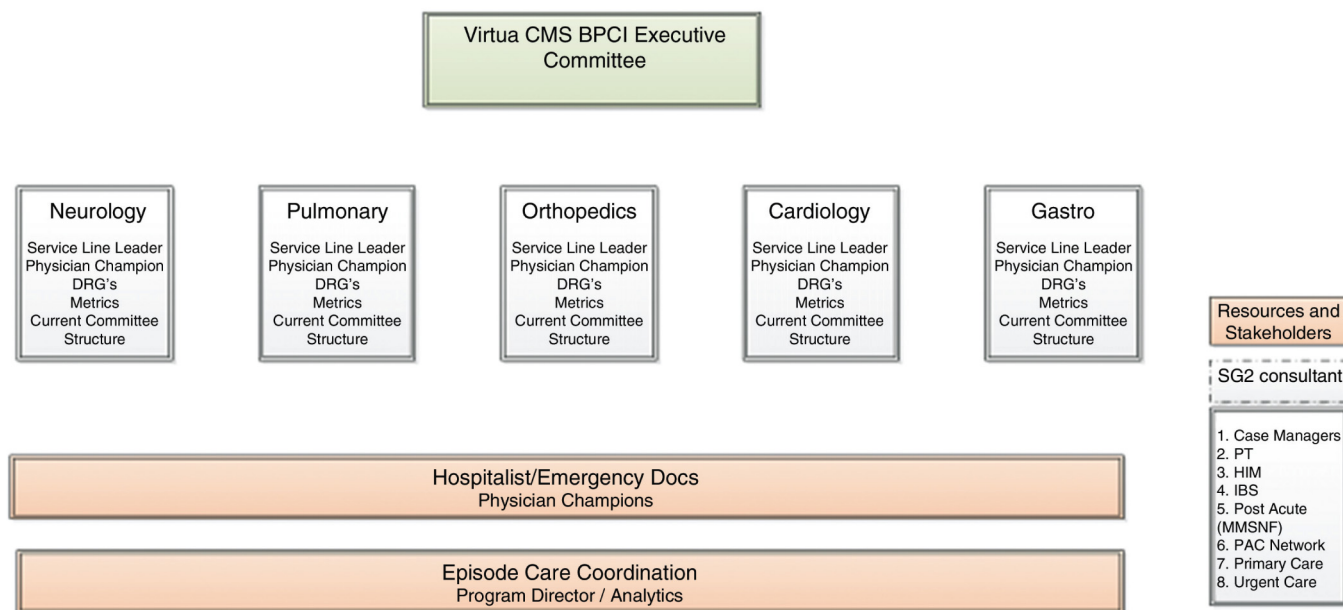 Virtua CMS BPCI Executive
Committee
Neurology
Service Line Leader
Physician Champion
DRG's
Metrics
Current Committee
Structure
Pulmonary
Service Line Leader
Physician Champion
DRG's
Metrics
Current Committee
Structure
Orthopedics
Service Line Leader
Physician Champion
DRG's
Metrics
Current Committee
Structure
Cardiology
Service Line Leader
Physician Champion
DRG's
Metrics
Current Committee
Structure
Gastro
Service Line Leader
Physician Champion
DRG's
Metrics
Current Committee
Structure
Resources and
Stakeholders
SG2 consultant
1. Case Managers
2. PT
3. HIM
4. IBS
5. Post Acute
(MMSNF)
6. PAC Network
7. Primary Care
8. Urgent Care
Hospitalist/Emergency Docs
Physician Champions
Episode Care Coordination
Program Director / Analytics